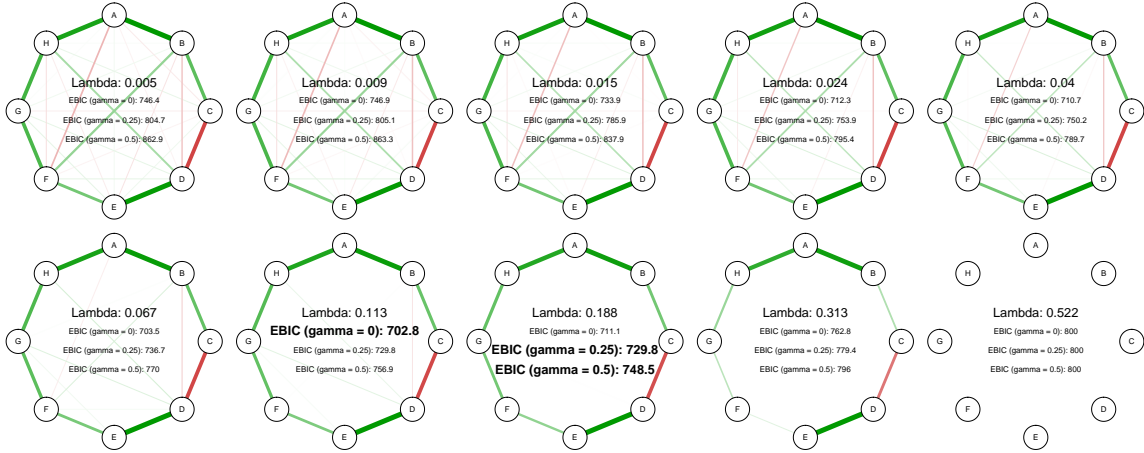 A
H
B
Lambda: 0.005
EBIC (gamma = 0): 746.4
G
C
EBIC (gamma = 0.25): 804.7
EBIC (gamma = 0.5): 862.9
F
D
E
A
H
B
Lambda: 0.009
EBIC (gamma = 0): 746.9
G
C
EBIC (gamma = 0.25): 805.1
EBIC (gamma = 0.5): 863.3
F
D
E
A
H
B
Lambda: 0.015
EBIC (gamma = 0): 733.9
G
C
EBIC (gamma = 0.25): 785.9
EBIC (gamma = 0.5): 837.9
F
D
E
A
H
B
Lambda: 0.024
EBIC (gamma = 0): 712.3
G
C
EBIC (gamma = 0.25): 753.9
EBIC (gamma = 0.5): 795.4
F
D
E
A
H
B
Lambda: 0.04
EBIC (gamma = 0): 710.7
G
C
EBIC (gamma = 0.25): 750.2
EBIC (gamma = 0.5): 789.7
F
D
E
A
H
B
Lambda: 0.067
EBIC (gamma = 0): 703.5
G
C
EBIC (gamma = 0.25): 736.7
EBIC (gamma = 0.5): 770
F
D
E
A
H
B
Lambda: 0.113
EBIC (gamma = 0): 702.8
G
C
EBIC (gamma = 0.25): 729.8
EBIC (gamma = 0.5): 756.9
F
D
E
A
H
B
Lambda: 0.188
EBIC (gamma = 0): 711.1
G
C
EBIC (gamma = 0.25): 729.8
EBIC (gamma = 0.5): 748.5
F
D
E
A
H
B
Lambda: 0.313
EBIC (gamma = 0): 762.8
G
C
EBIC (gamma = 0.25): 779.4
EBIC (gamma = 0.5): 796
F
D
E
A
H
B
Lambda: 0.522
EBIC (gamma = 0): 800
G
C
EBIC (gamma = 0.25): 800
EBIC (gamma = 0.5): 800
F
D
E